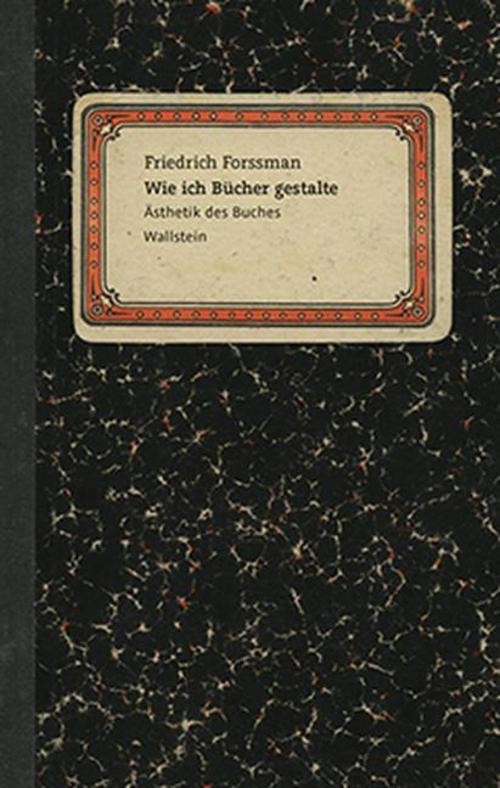 Friedrich Forssman
Wie ich Bücher gestalte
Ästhetik des Buches
Wallstein